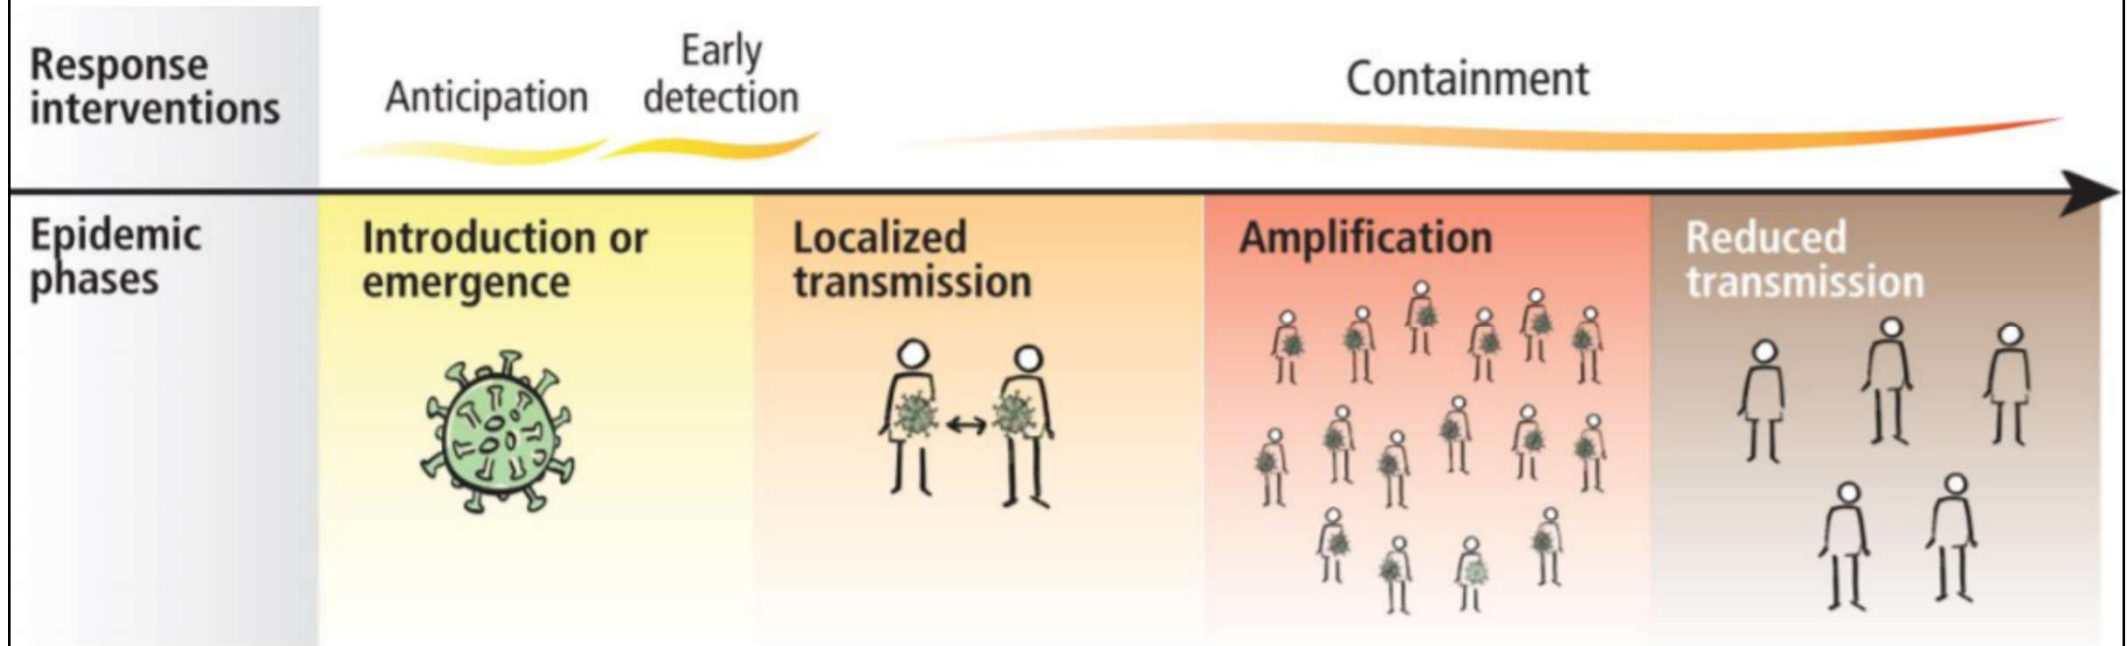 Response
interventions
Anticipation
Early
detection
Containment
Epidemic
phases
Introduction or
emergence
Localized
transmission
Amplification
Reduced
transmission